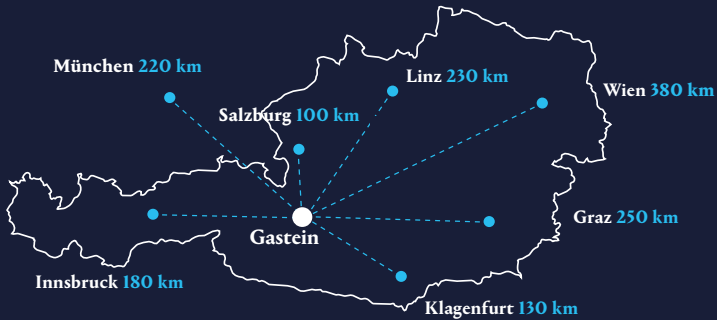 München 220 km
Linz 230 km
Wien 380 km
Salzburg 100 km
Graz 250 km
Gastein
Innsbruck 180 km
Klagenfurt 130 km